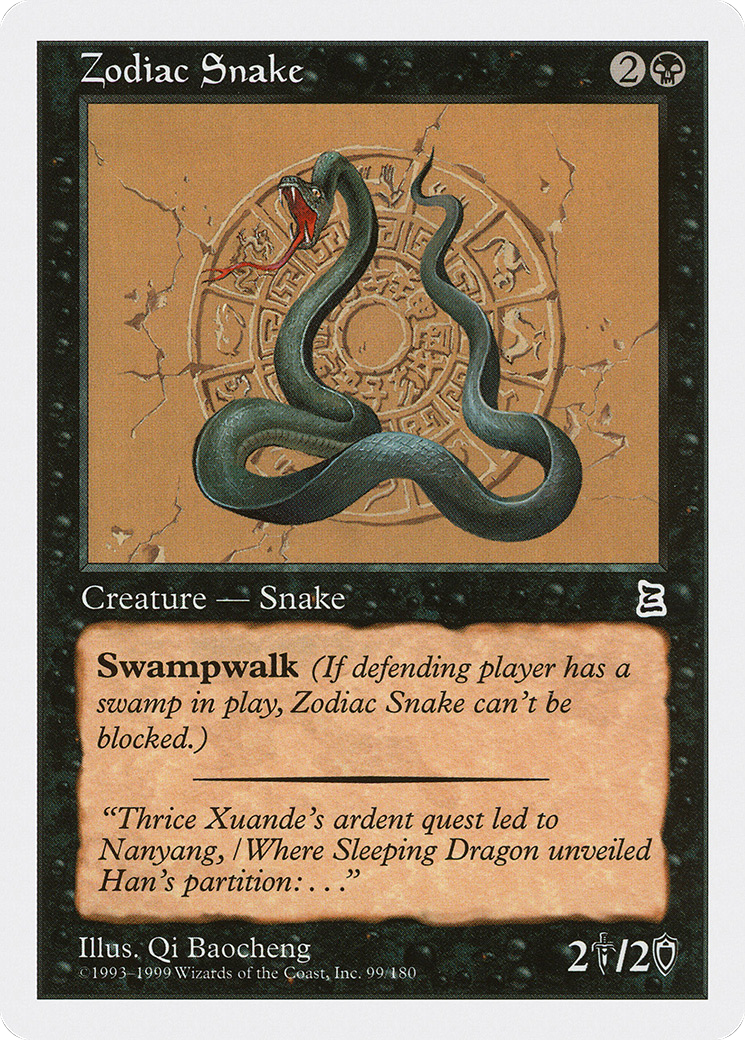 Zodiac Snake 2
Creature — Snake
Swampwalk (If defending player has a
swamp in play, Zodiac Snake can't be
blocked.)
“Thrice Xuande's ardent quest led to
Nanyang, / Where Sleeping Dragon unveiled
Han's partition: . . .”
Illus. Qi Baocheng
©1993–1999 Wizards of the Coast, Inc. 99/180
2/2